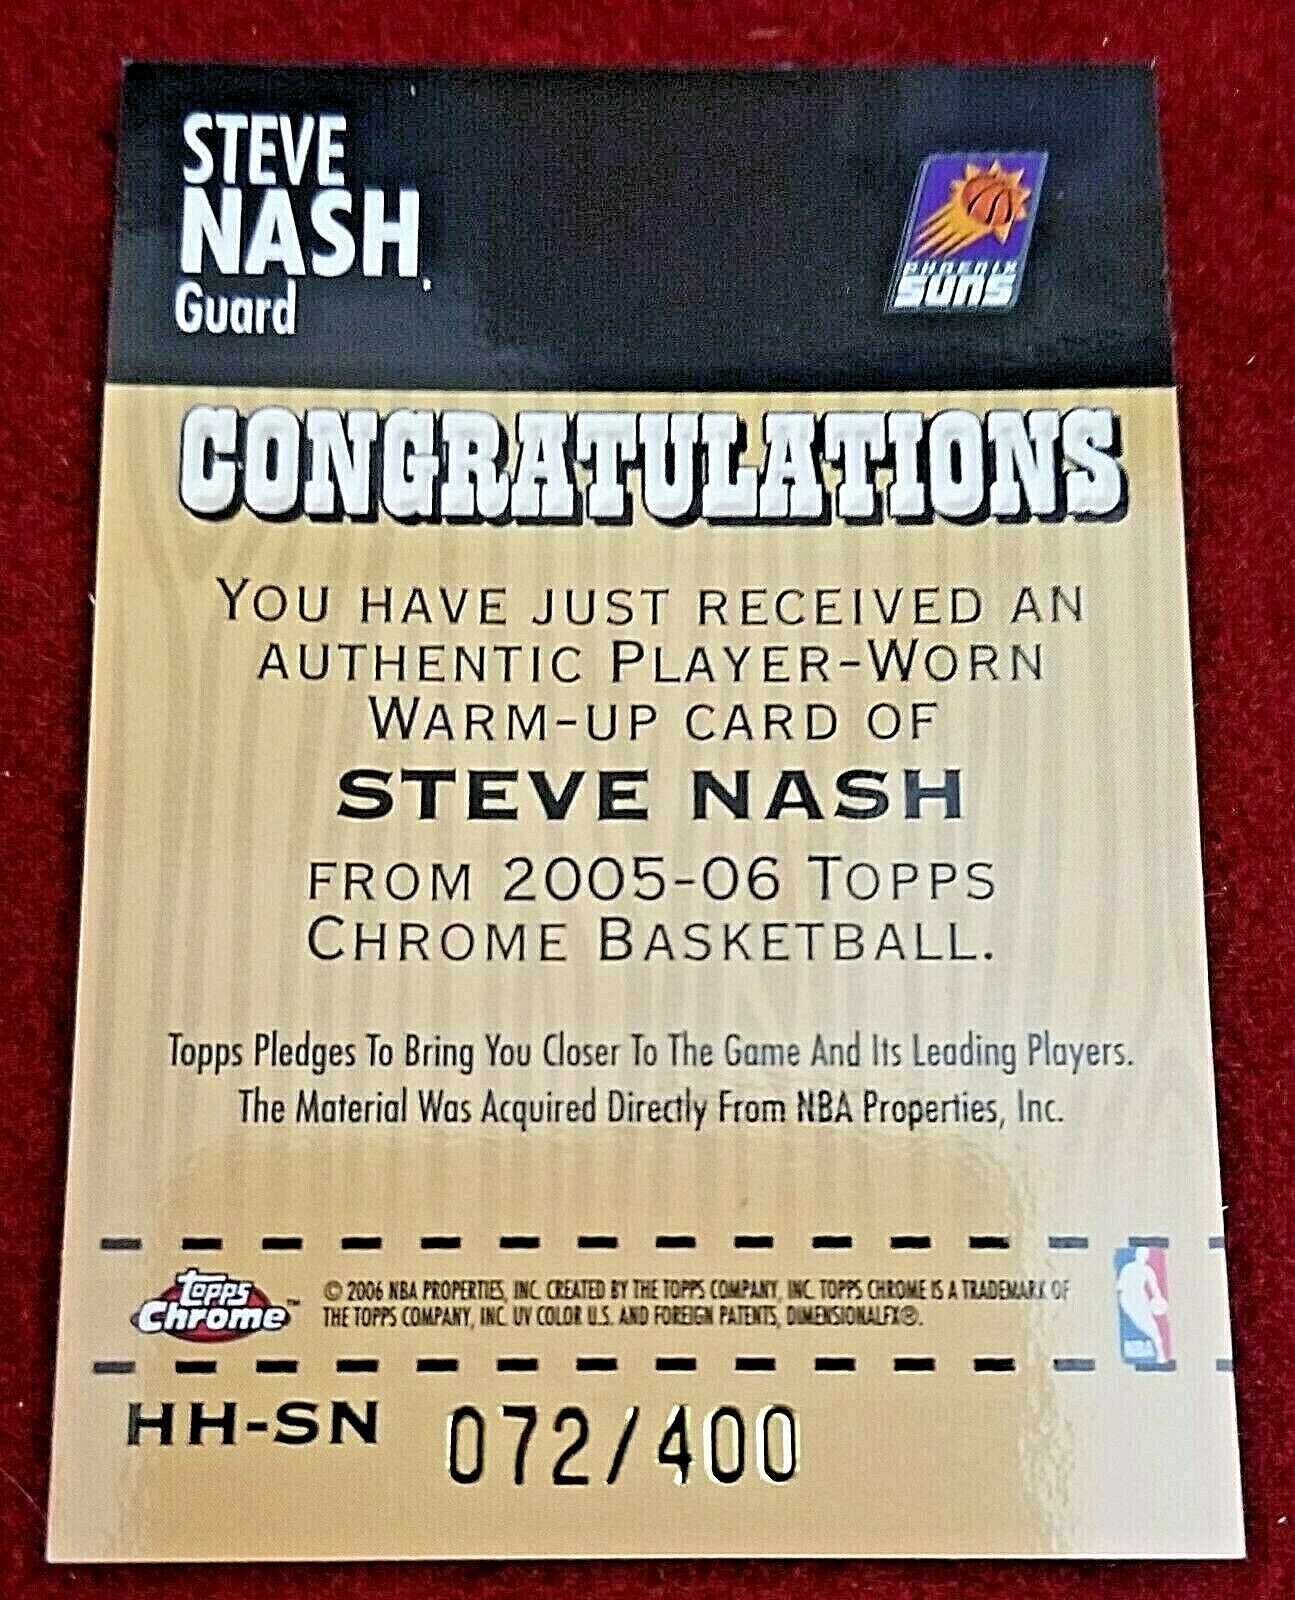 STEVE
NASH
Guard
PHOENIX
SUNS
CONGRATULATIONS
YOU HAVE JUST RECEIVED AN
AUTHENTIC PLAYER-WORN
WARM-UP CARD OF
STEVE NASH
FROM 2005-06 TOPPS
CHROME BASKETBALL.
Topps Pledges To Bring You Closer To The Game And Its Leading Players.
The Material Was Acquired Directly From NBA Properties, Inc.
Topps
Chrome™
© 2006 NBA PROPERTIES, INC. CREATED BY THE TOPPS COMPANY, INC. TOPPS CHROME IS A TRADEMARK OF
THE TOPPS COMPANY, INC. UV COLOR U.S. AND FOREIGN PATENTS, DIMENSIONALFX®.
NBA
HH-SN 072/400